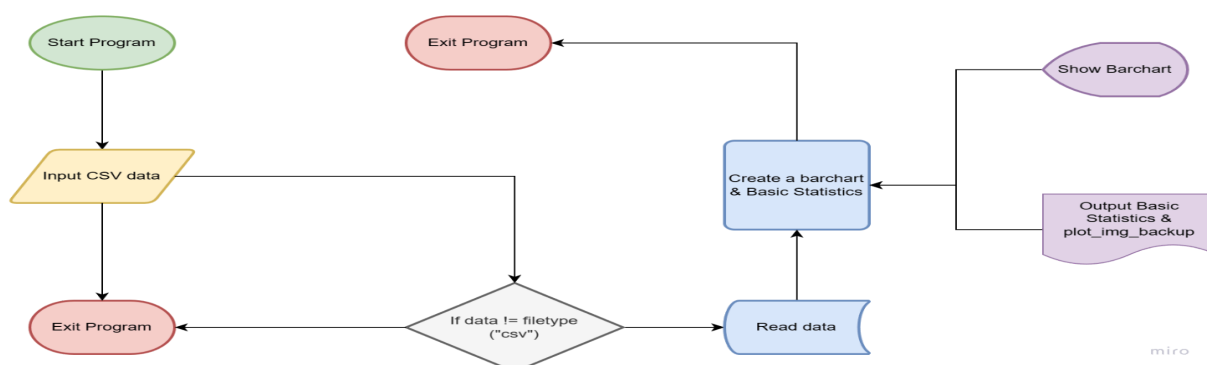 Start Program
Exit Program
Show Barchart
Input CSV data
Create a barchart
& Basic Statistics
Output Basic
Statistics &
plot_img_backup
Exit Program
If data != filetype
("csv")
Read data
miro